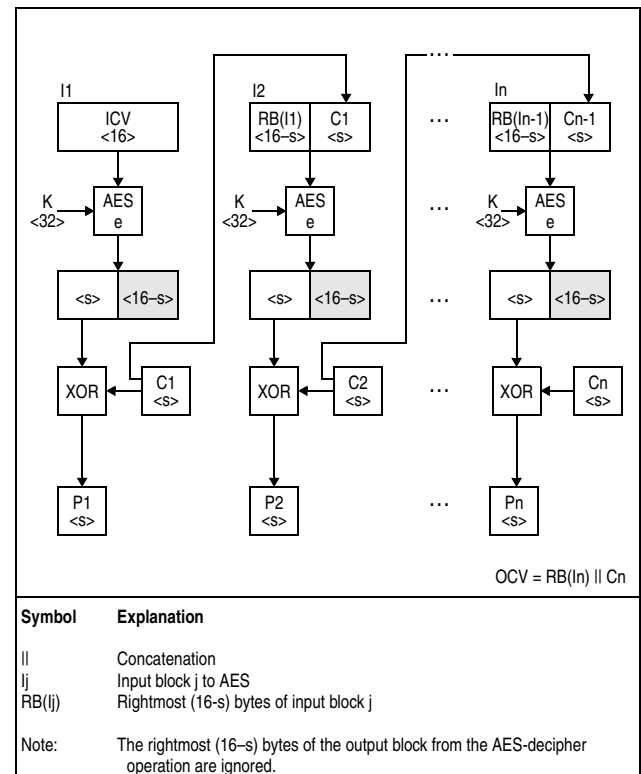 ...
I1 I2 In
ICV RB(I1) C1 RB(In-1) Cn-1
<16> <16–s> <s> ... <16–s> <s>
K AES K AES K AES
<32> e <32> e ... <32> e
<s> <16–s> <s> <16–s> ... <s> <16–s>
XOR C1 XOR C2 ... XOR Cn
<s> <s> <s>
P1 P2 ... Pn
<s> <s> <s>
OCV = RB(In) || Cn
Symbol Explanation
|| Concatenation
Ij Input block j to AES
RB(Ij) Rightmost (16-s) bytes of input block j
Note: The rightmost (16–s) bytes of the output block from the AES-decipher
operation are ignored.